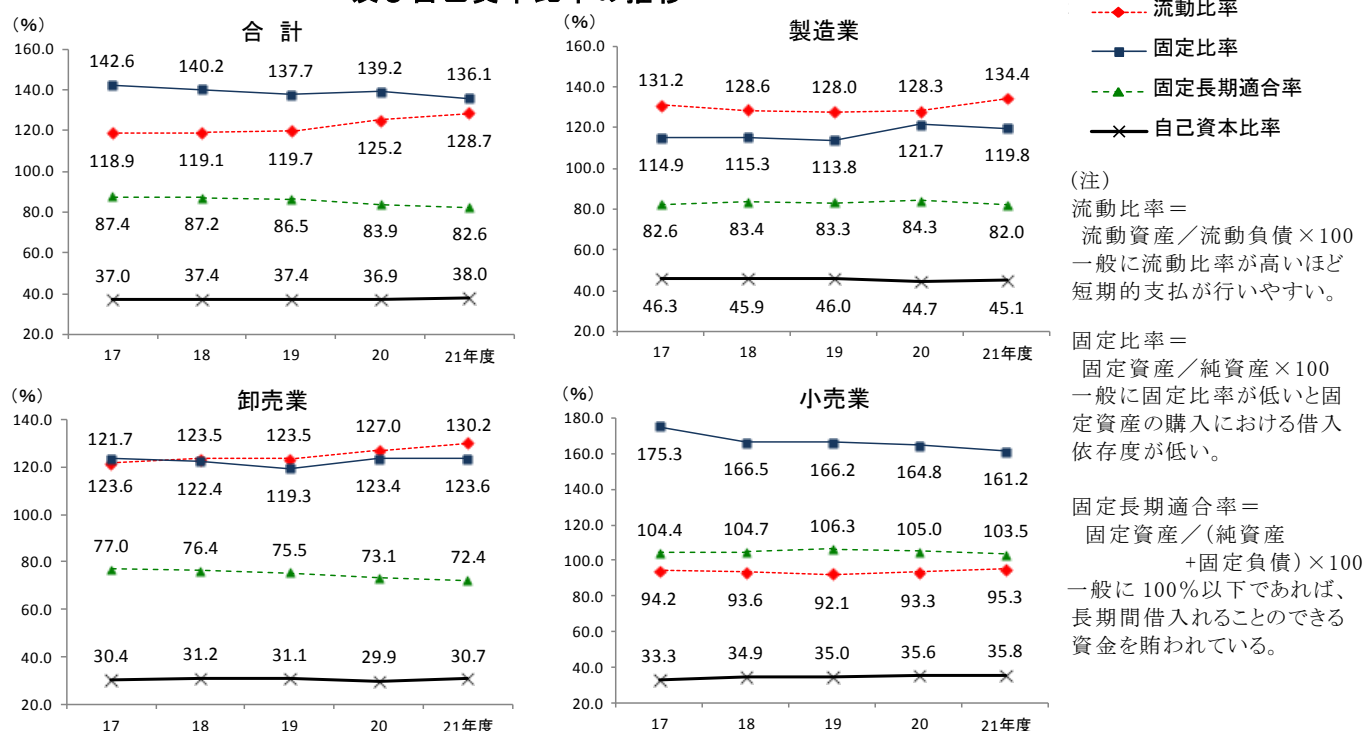 (%)
合 計
160.0
140.0
120.0
100.0
80.0
60.0
40.0
20.0
142.6 140.2 137.7 139.2 136.1
118.9 119.1 119.7 125.2 128.7
87.4 87.2 86.5 83.9 82.6
37.0 37.4 37.4 36.9 38.0
17 18 19 20 21年度
(%)
製造業
160.0
140.0
120.0
100.0
80.0
60.0
40.0
20.0
131.2 128.6 128.0 128.3 134.4
114.9 115.3 113.8 121.7 119.8
82.6 83.4 83.3 84.3 82.0
46.3 45.9 46.0 44.7 45.1
17 18 19 20 21年度
流動比率
固定比率
固定長期適合率
自己資本比率
(注)
流動比率=
流動資産/流動負債×100
一般に流動比率が高いほど
短期的支払が行いやすい。
固定比率=
固定資産/純資産×100
一般に固定比率が低いと固
定資産の購入における借入
依存度が低い。
固定長期適合率=
固定資産/(純資産
+固定負債)×100
一般に 100%以下であれば、
長期間借入れることのできる
資金を賄われている。
(%)
卸売業
140.0
120.0
100.0
80.0
60.0
40.0
20.0
121.7 123.5 123.5 127.0 130.2
123.6 122.4 119.3 123.4 123.6
77.0 76.4 75.5 73.1 72.4
30.4 31.2 31.1 29.9 30.7
17 18 19 20 21年度
(%)
小売業
180.0
160.0
140.0
120.0
100.0
80.0
60.0
40.0
20.0
175.3 166.5 166.2 164.8 161.2
104.4 104.7 106.3 105.0 103.5
94.2 93.6 92.1 93.3 95.3
33.3 34.9 35.0 35.6 35.8
17 18 19 20 21年度